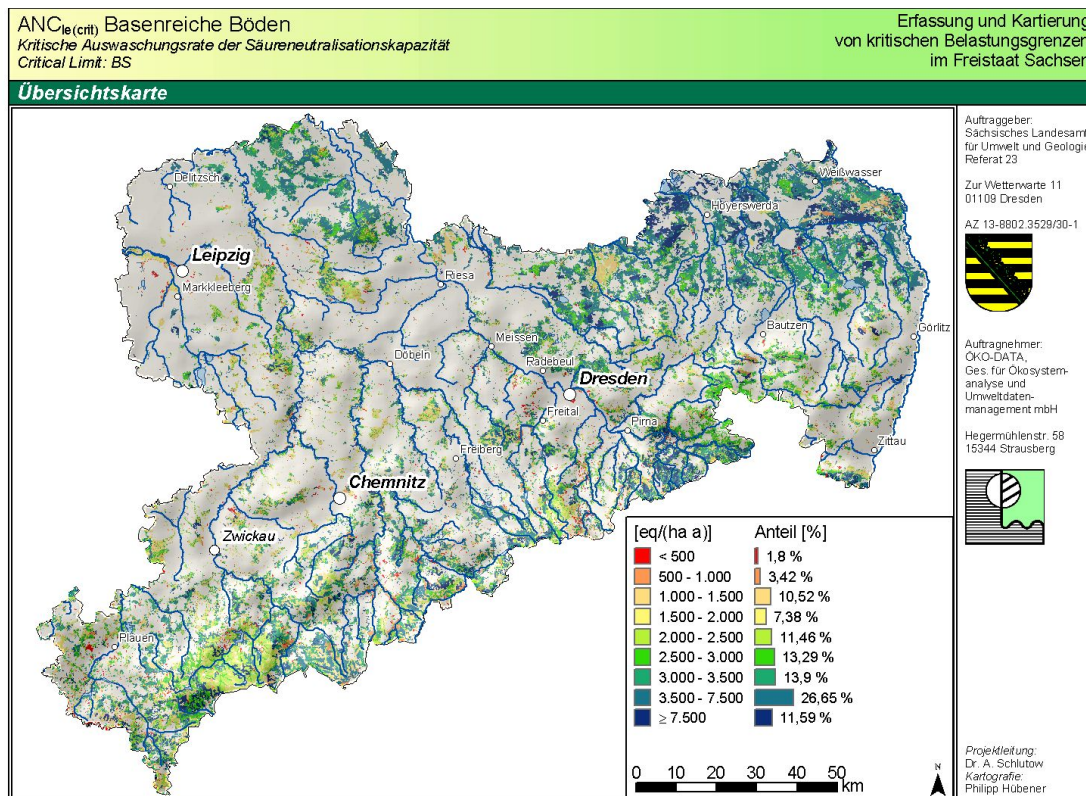 ANCle(crit) Basenreiche Böden
Kritische Auswaschungsrate der Säureneutralisationskapazität
Critical Limit: BS
Erfassung und Kartierung
von kritischen Belastungsgrenzen
im Freistaat Sachsen
Übersichtskarte
Delitzsch
Leipzig
Markkleeberg
Riesa
Döbeln
Meissen
Radebeul
Dresden
Freital
Pirna
Freiberg
Chemnitz
Zwickau
Plauen
Hoyerswerda
Weißwasser
Bautzen
Görlitz
Zittau
[eq/(ha a)] Anteil [%]
< 500 1,8 %
500 - 1.000 3,42 %
1.000 - 1.500 10,52 %
1.500 - 2.000 7,38 %
2.000 - 2.500 11,46 %
2.500 - 3.000 13,29 %
3.000 - 3.500 13,9 %
3.500 - 7.500 26,65 %
≥ 7.500 11,59 %
0 10 20 30 40 50
km
N
Auftraggeber:
Sächsisches Landesamt
für Umwelt und Geologie
Referat 23
Zur Wetterwarte 11
01109 Dresden
AZ 13-8802.3529/30-1
Auftragnehmer:
ÖKO-DATA,
Ges. für Ökosystem-
analyse und
Umweltdaten-
management mbH
Hegermühlenstr. 58
15344 Strausberg
Projektleitung:
Dr. A. Schlutow
Kartografie:
Philipp Hübener